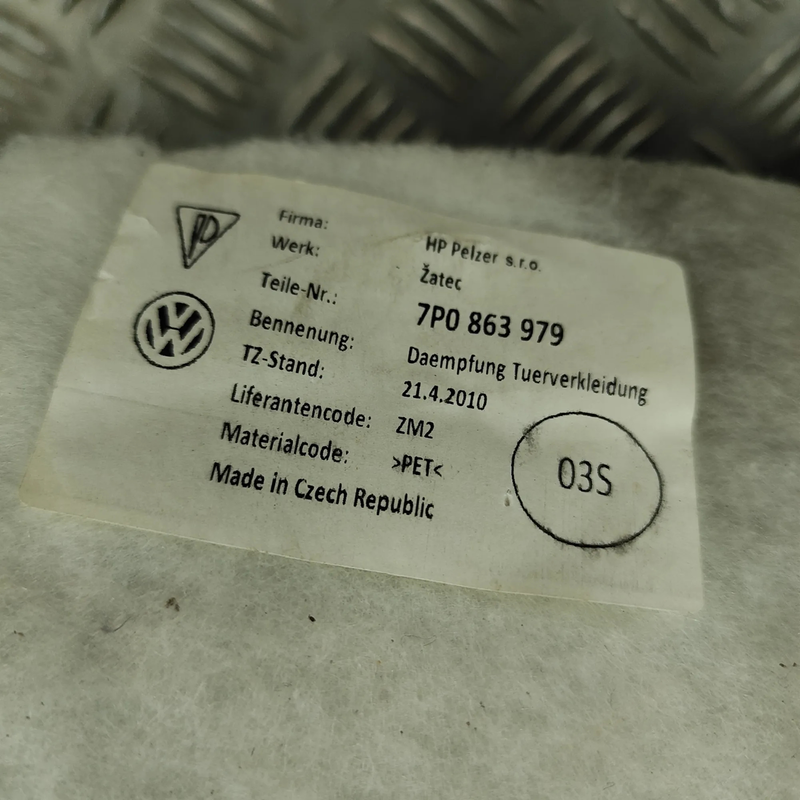 Firma: HP Pelzer s.r.o.
Werk: Žatec
Teile-Nr.: 7P0 863 979
Bennenung: Daempfung Tuerverkleidung
TZ-Stand: 21.4.2010
Liferantencode: ZM2
Materialcode: >PET<
Made in Czech Republic
03S